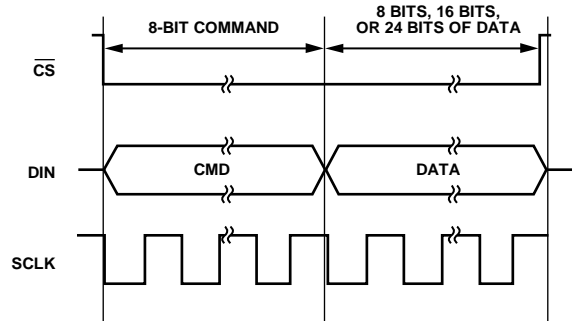 8-BIT COMMAND
8 BITS, 16 BITS,
OR 24 BITS OF DATA
CS
DIN
CMD
DATA
SCLK